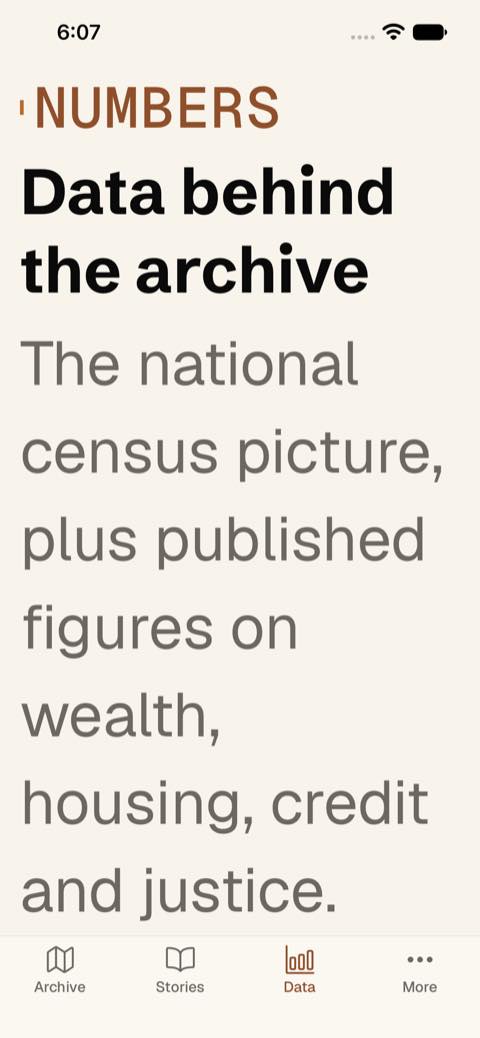 6:07
NUMBERS
Data behind
the archive
The national
census picture,
plus published
figures on
wealth,
housing, credit
and justice.
Archive
Stories
Data
More